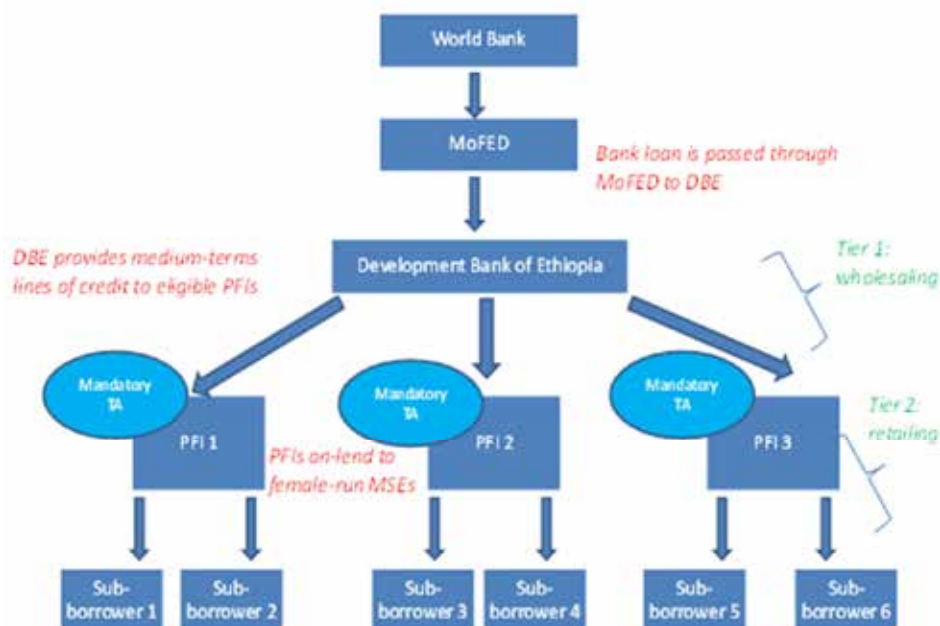 World Bank
MoFED
Bank loan is passed through
MoFED to DBE
Development Bank of Ethiopia
DBE provides medium-terms
lines of credit to eligible PFIs
Tier 1:
wholesaling
Mandatory
TA
Mandatory
TA
Mandatory
TA
PFI 1
PFI 2
PFI 3
Tier 2:
retailing
PFIs on-lend to
female-run MSEs
Sub-
borrower 1
Sub-
borrower 2
Sub-
borrower 3
Sub-
borrower 4
Sub-
borrower 5
Sub-
borrower 6